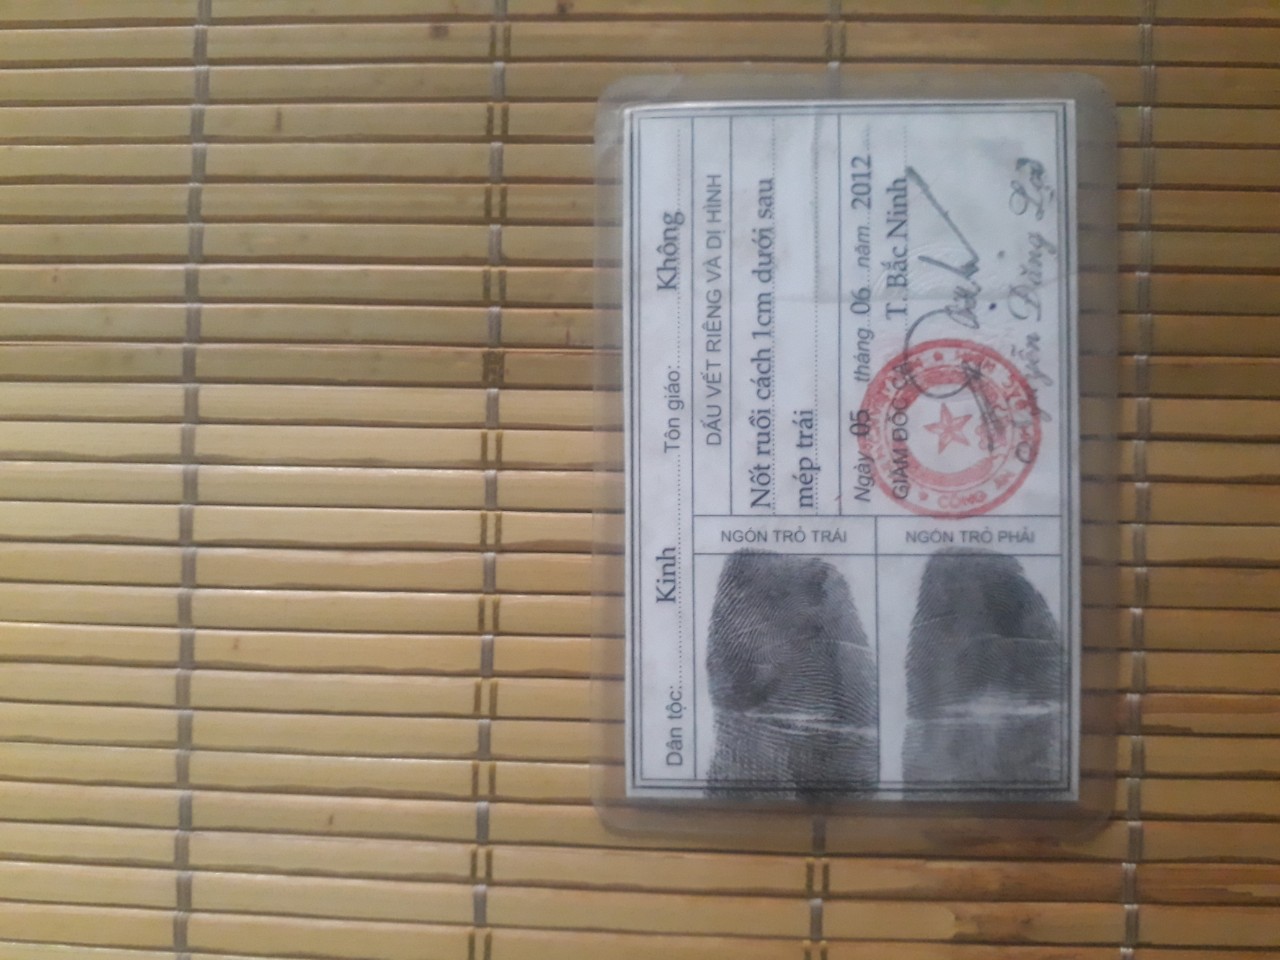 Dân tộc: Kinh Tôn giáo: Không
DẤU VẾT RIÊNG VÀ DỊ HÌNH
Nốt ruồi cách 1cm dưới sau
mép trái
Ngày 05 tháng 06 năm 2012
GIÁM ĐỐC CA T. Bắc Ninh
CÔNG AN
Nguyễn Đăng
NGÓN TRỎ TRÁI
NGÓN TRỎ PHẢI